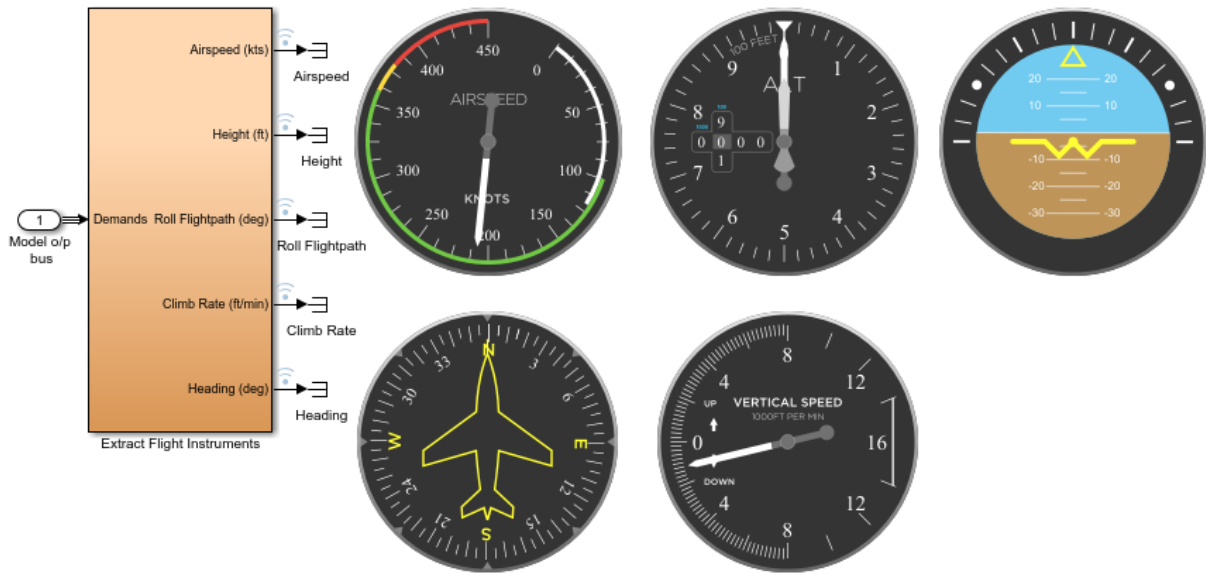 Airspeed (kts)
Airspeed
Height (ft)
Height
1
Demands
Roll Flightpath (deg)
Model o/p
bus
Roll Flightpath
Climb Rate (ft/min)
Climb Rate
Heading (deg)
Heading
Extract Flight Instruments
450
400
0
AIRSPEED
350
50
300
100
KNOTS
250
150
200
100 FEET
9
1
ALT
8
100
1000
9
2
0 0 0 0
1
7
3
6
4
5
20 20
10 10
-10 -10
-20 -20
-30 -30
N
33
3
30
6
W
E
24
12
21
15
S
8
4
12
UP
VERTICAL SPEED
1000FT PER MIN
0
16
DOWN
4
12
8